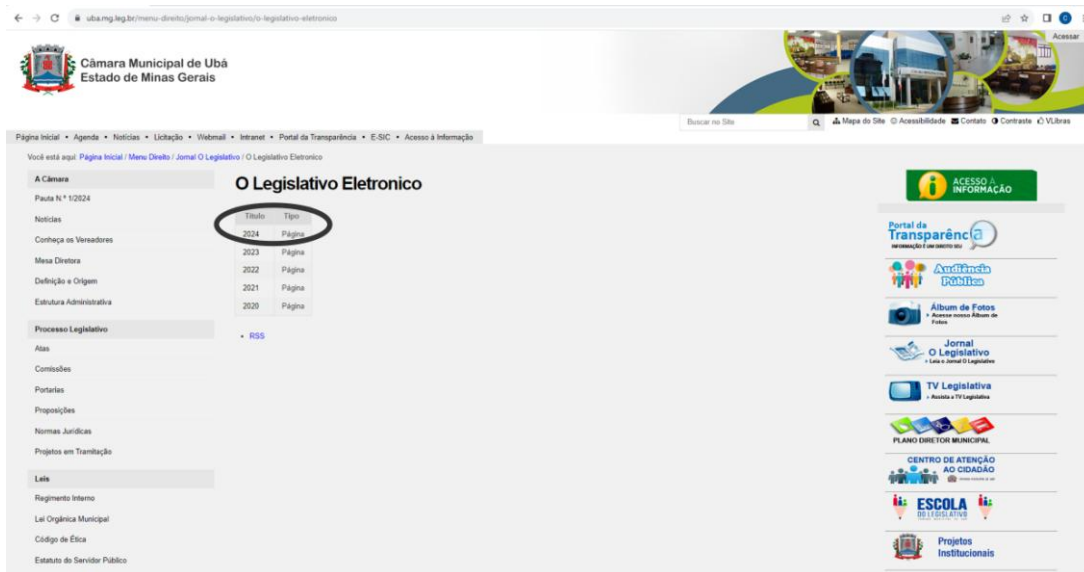 uba.mg.leg.br/menu-direito/jornal-o-legislativo/o-legislativo-eletronico
Acessar
Câmara Municipal de Ubá
Estado de Minas Gerais
Buscar no Site
Mapa do Site Acessibilidade Contato Contraste VLibras
Página Inicial • Agenda • Notícias • Licitação • Webmail • Intranet • Portal da Transparência • E-SIC • Acesso à Informação
Você está aqui: Página Inicial / Menu Direito / Jornal O Legislativo / O Legislativo Eletronico
A Câmara
Pauta N.º 1/2024
Notícias
Conheça os Vereadores
Mesa Diretora
Definição e Origem
Estrutura Administrativa
Processo Legislativo
Atas
Comissões
Portarias
Proposições
Normas Jurídicas
Projetos em Tramitação
Leis
Regimento Interno
Lei Orgânica Municipal
Código de Ética
Estatuto do Servidor Público
O Legislativo Eletronico
Título Tipo
2024 Página
2023 Página
2022 Página
2021 Página
2020 Página
• RSS
ACESSO À
INFORMAÇÃO
Portal da
Transparência
INFORMAÇÃO É UM DIREITO SEU
Audiência
Pública
Álbum de Fotos
Acesse nosso Álbum de
Fotos
Jornal
O Legislativo
Leia o Jornal O Legislativo
TV Legislativa
Assista a TV Legislativa
PLANO DIRETOR MUNICIPAL
CENTRO DE ATENÇÃO
AO CIDADÃO
ESCOLA
DO LEGISLATIVO
Projetos
Institucionais